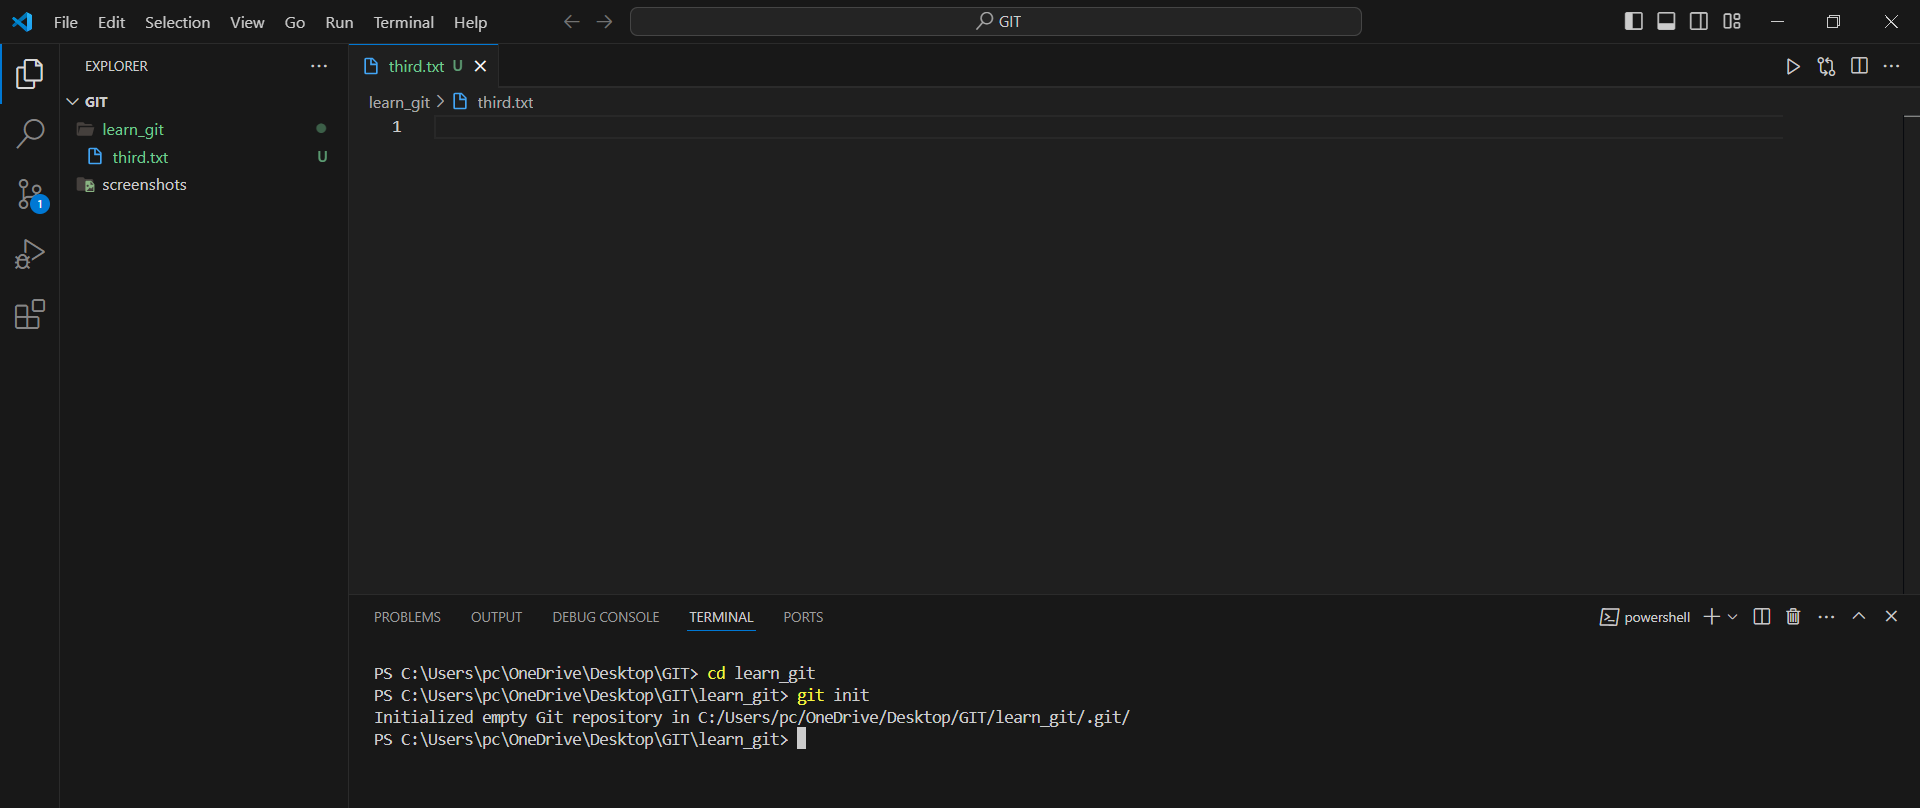 File Edit Selection View Go Run Terminal Help
GIT
EXPLORER
GIT
learn_git
third.txt U
screenshots
1
third.txt U
learn_git > third.txt
1
PROBLEMS OUTPUT DEBUG CONSOLE TERMINAL PORTS
powershell
PS C:\Users\pc\OneDrive\Desktop\GIT> cd learn_git
PS C:\Users\pc\OneDrive\Desktop\GIT\learn_git> git init
Initialized empty Git repository in C:/Users/pc/OneDrive/Desktop/GIT/learn_git/.git/
PS C:\Users\pc\OneDrive\Desktop\GIT\learn_git>